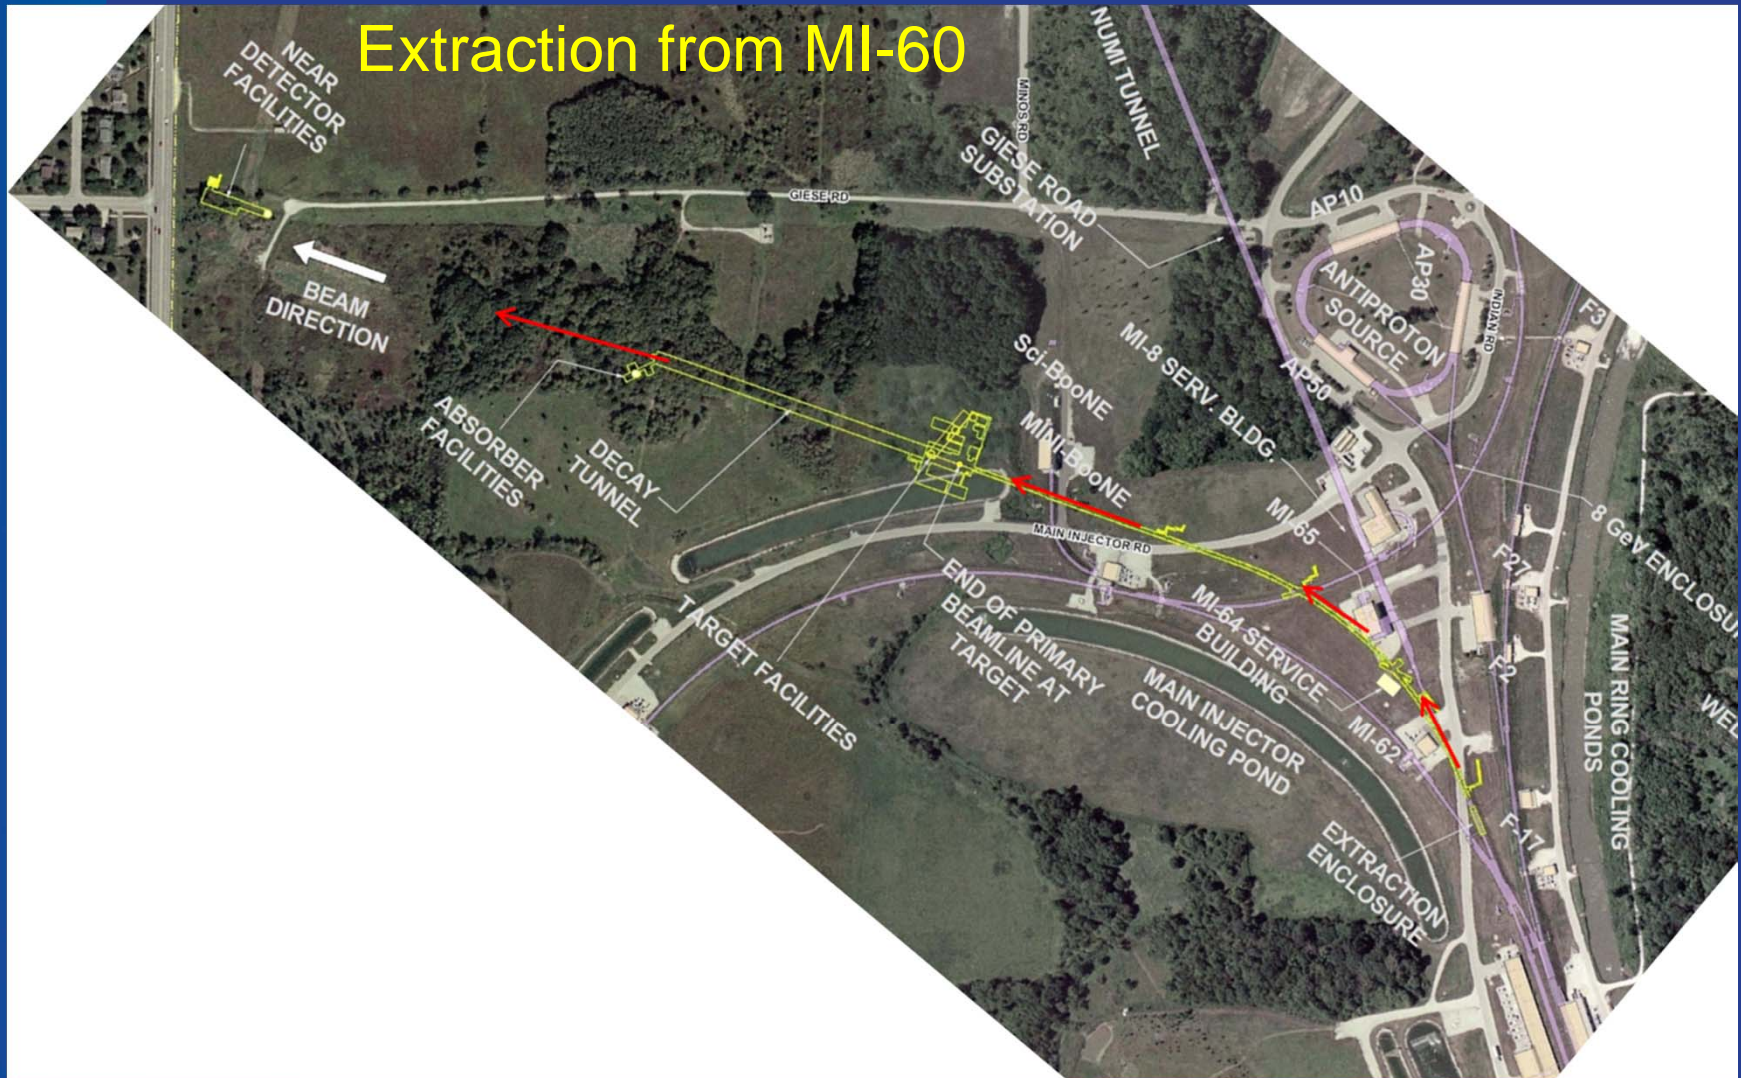 Extraction from MI-60
NEAR
DETECTOR
FACILITIES
BEAM
DIRECTION
GIESE RD
MINOS RD
NUMI TUNNEL
GIESE ROAD
SUBSTATION
AP10
AP30
ANTIPROTON
SOURCE
AP50
INDIAN RD
F3
Sci-BooNE
MINI-BooNE
MI-8 SERV. BLDG.
MI-65
8 GeV ENCLOSU
F27
F2
MAIN RING COOLING
PONDS
WEL
ABSORBER
FACILITIES
DECAY
TUNNEL
MAIN INJECTOR RD
TARGET FACILITIES
END OF PRIMARY
BEAMLINE AT
TARGET
MI-64 SERVICE
BUILDING
MAIN INJECTOR
COOLING POND
MI-62
F-17
EXTRACTION
ENCLOSURE